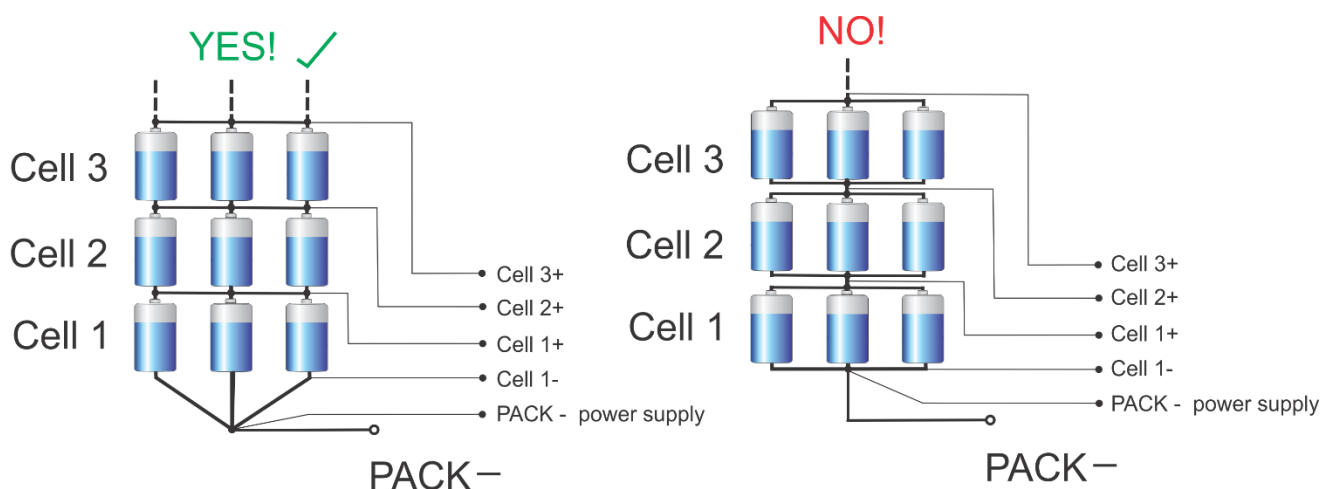 YES! ✓
Cell 3
Cell 2
Cell 1
Cell 3+
Cell 2+
Cell 1+
Cell 1-
PACK - power supply
PACK –
NO!
Cell 3
Cell 2
Cell 1
Cell 3+
Cell 2+
Cell 1+
Cell 1-
PACK - power supply
PACK –